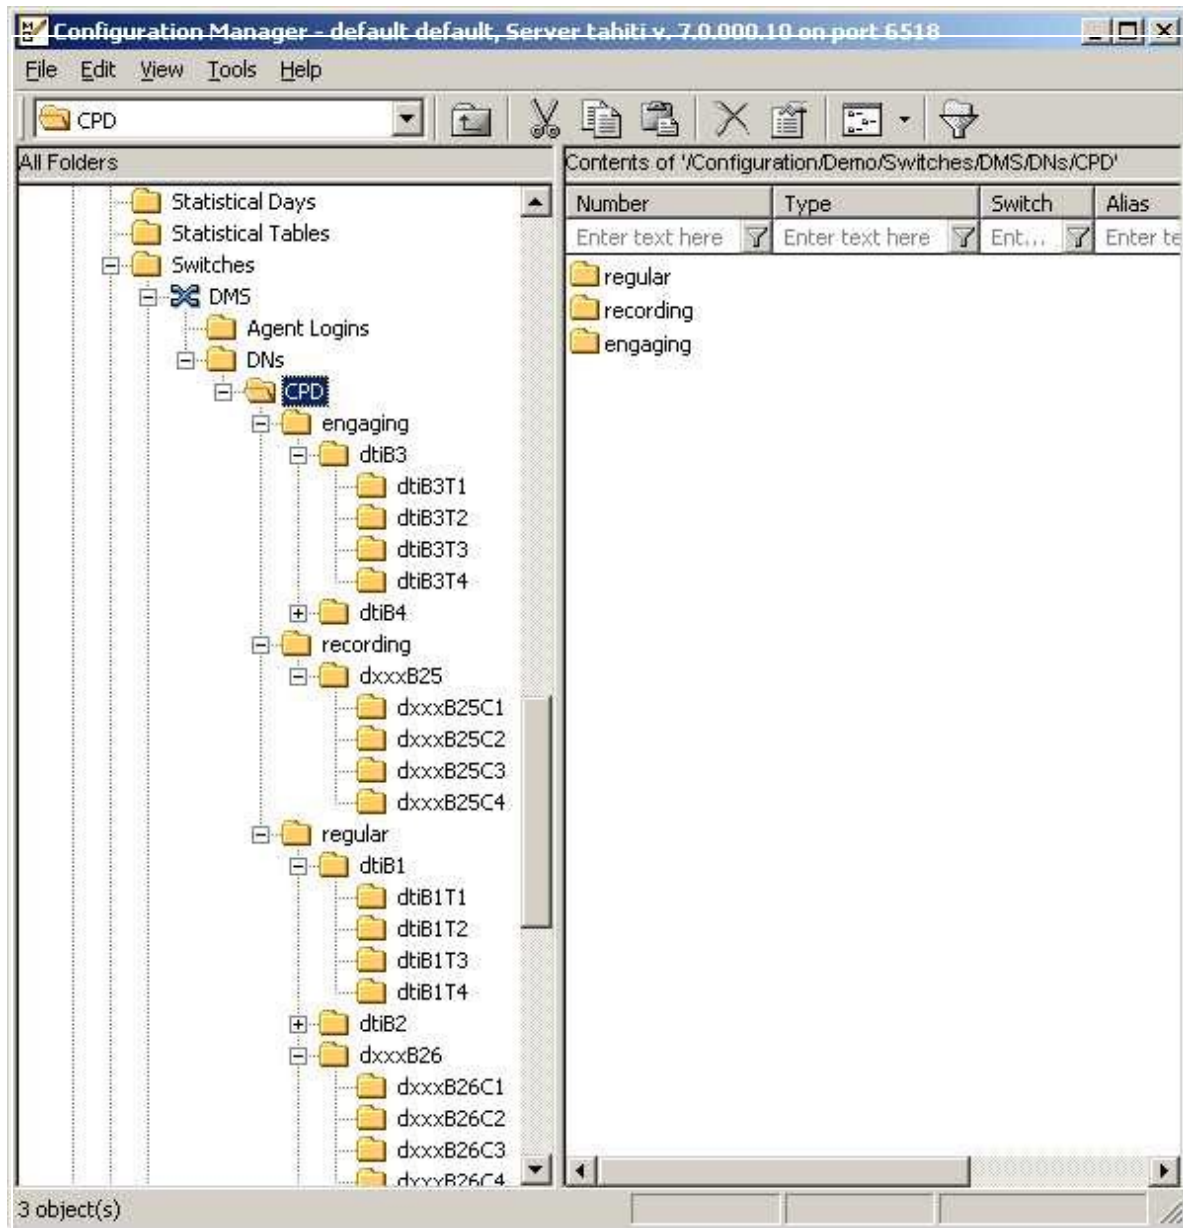 Configuration Manager - default default, Server tahiti v. 7.0.000.10 on port 6518
File Edit View Tools Help
CPD
All Folders
Contents of '/Configuration/Demo/Switches/DMS/DNs/CPD'
Number Type Switch Alias
Enter text here Enter text here Ent... Enter te
Statistical Days
Statistical Tables
Switches
DMS
Agent Logins
DNs
CPD
engaging
dtiB3
dtiB3T1
dtiB3T2
dtiB3T3
dtiB3T4
dtiB4
recording
dxxxB25
dxxxB25C1
dxxxB25C2
dxxxB25C3
dxxxB25C4
regular
dtiB1
dtiB1T1
dtiB1T2
dtiB1T3
dtiB1T4
dtiB2
dxxxB26
dxxxB26C1
dxxxB26C2
dxxxB26C3
dxxxB26C4
regular
recording
engaging
3 object(s)